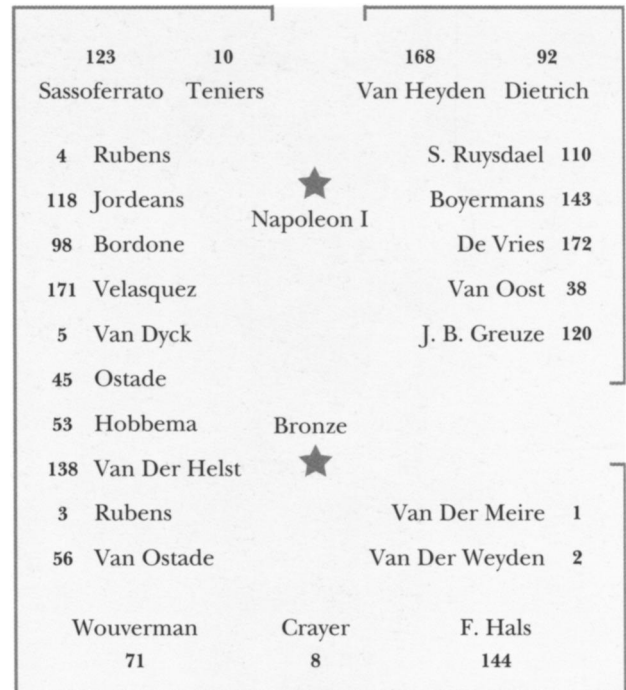 123 10 168 92
Sassoferrato Teniers Van Heyden Dietrich
4 Rubens S. Ruysdael 110
118 Jordeans Boyermans 143
Napoleon I
98 Bordone De Vries 172
171 Velasquez Van Oost 38
5 Van Dyck J. B. Greuze 120
45 Ostade
53 Hobbema Bronze
138 Van Der Helst
3 Rubens Van Der Meire 1
56 Van Ostade Van Der Weyden 2
Wouverman Crayer F. Hals
71 8 144